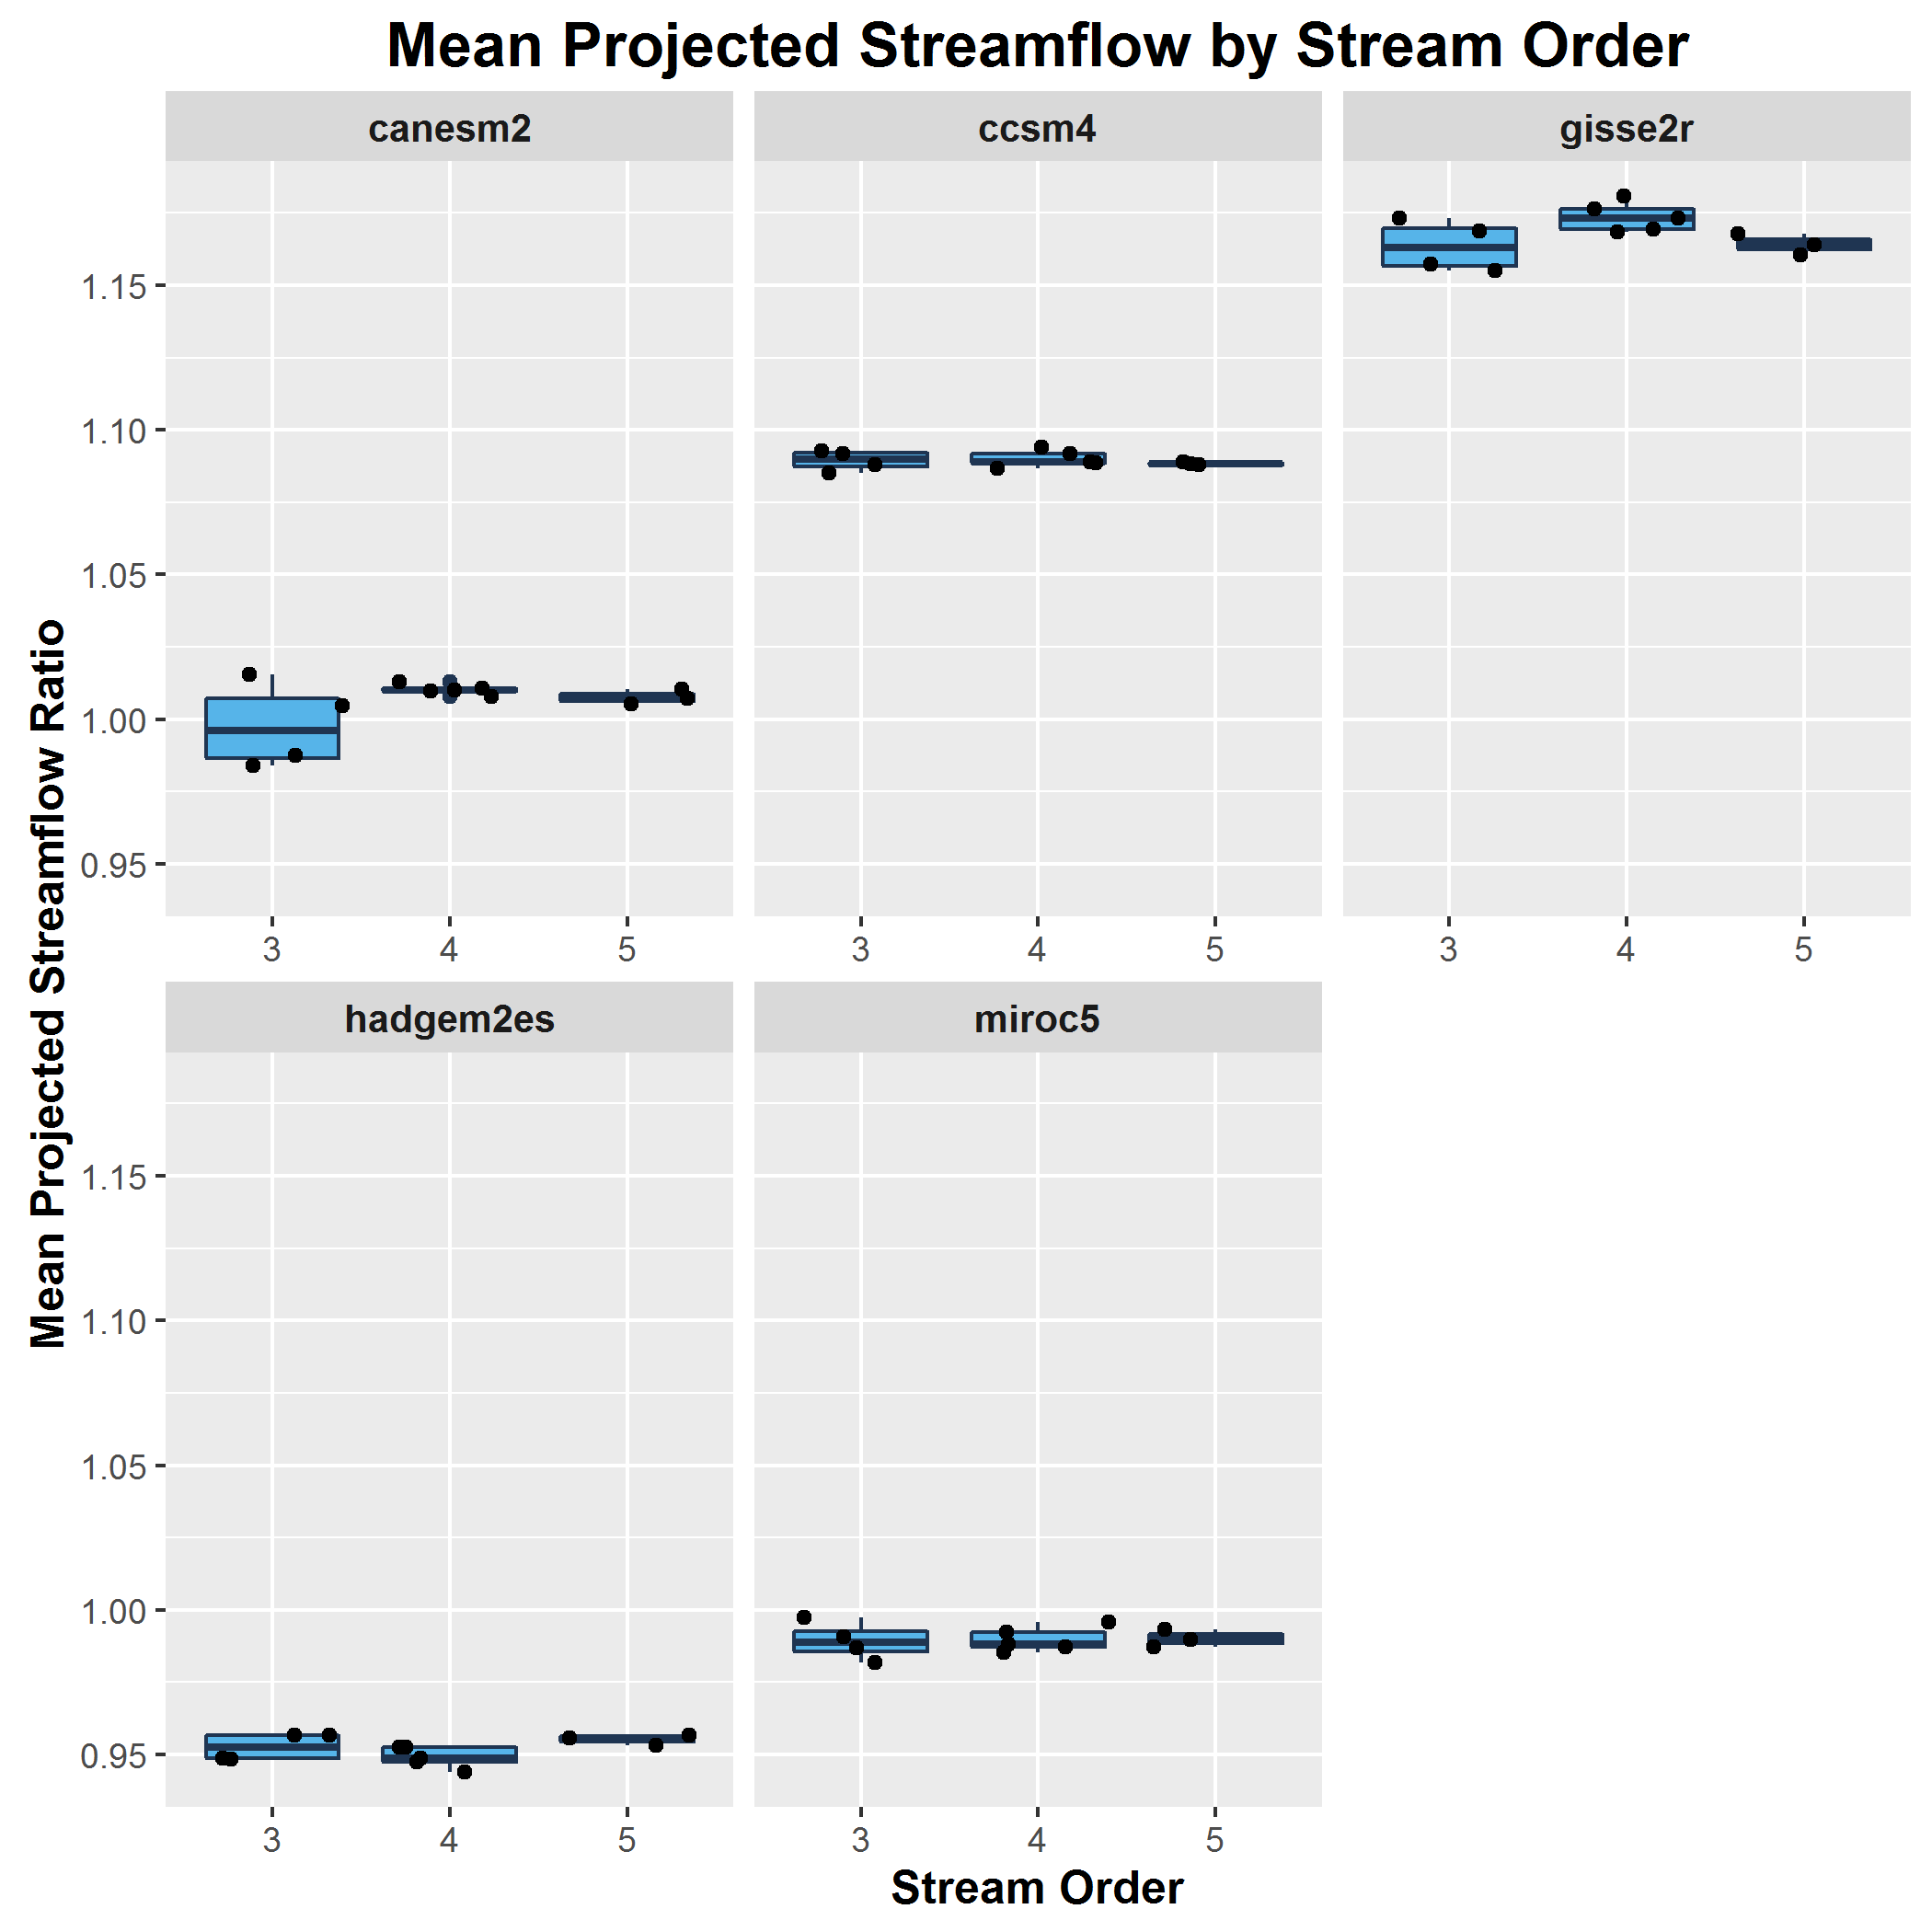 Mean Projected Streamflow by Stream Order
canesm2
ccsm4
gisse2r
Mean Projected Streamflow Ratio
1.15
1.10
1.05
1.00
0.95
3 4 5
3 4 5
3 4 5
hadgem2es
miroc5
1.15
1.10
1.05
1.00
0.95
3 4 5
3 4 5
Stream Order